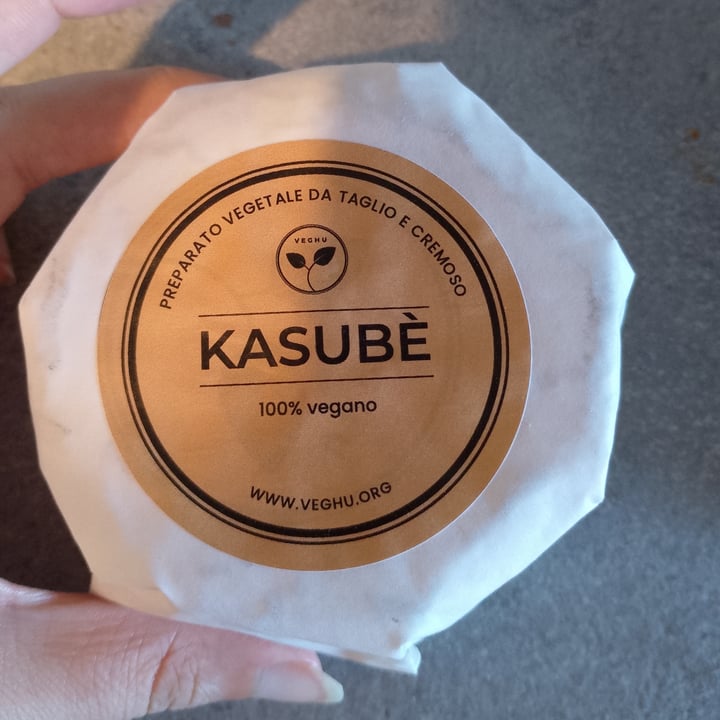 PREPARATO VEGETALE DA TAGLIO E CREMOSO
VEGHU
KASUBÈ
100% vegano
WWW.VEGHU.ORG